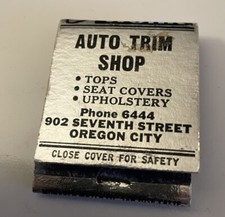 AUTO TRIM
SHOP
• TOPS
• SEAT COVERS
• UPHOLSTERY
Phone 6444
902 SEVENTH STREET
OREGON CITY
CLOSE COVER FOR SAFETY